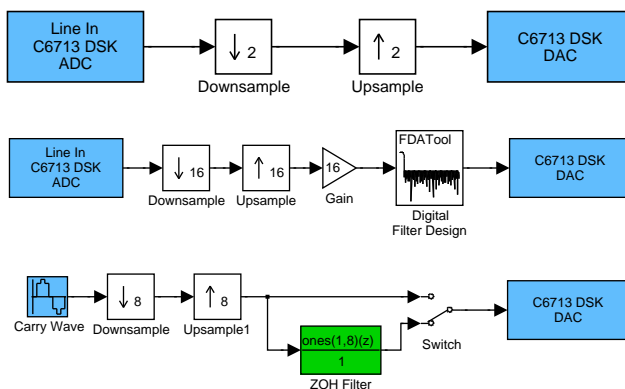 Line In
C6713 DSK
ADC
↓ 2
Downsample
↑ 2
Upsample
C6713 DSK
DAC
Line In
C6713 DSK
ADC
↓ 16
Downsample
↑ 16
Upsample
16
Gain
FDATool
Digital
Filter Design
C6713 DSK
DAC
Carry Wave
↓ 8
Downsample
↑ 8
Upsample1
ones(1,8)(z)
1
ZOH Filter
Switch
C6713 DSK
DAC